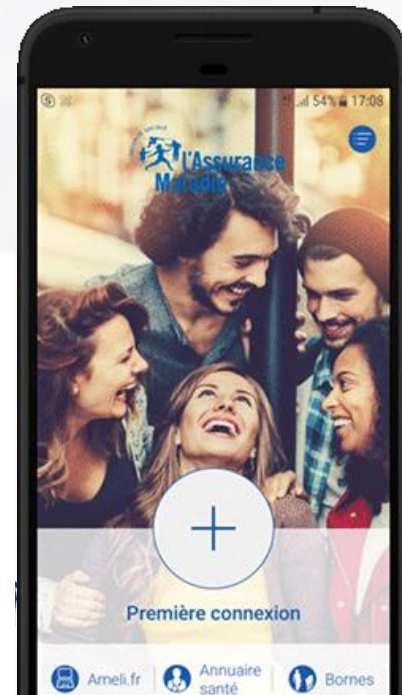 54% 17:08
l'Assurance
Maladie
Première connexion
Ameli.fr
Annuaire
santé
Bornes